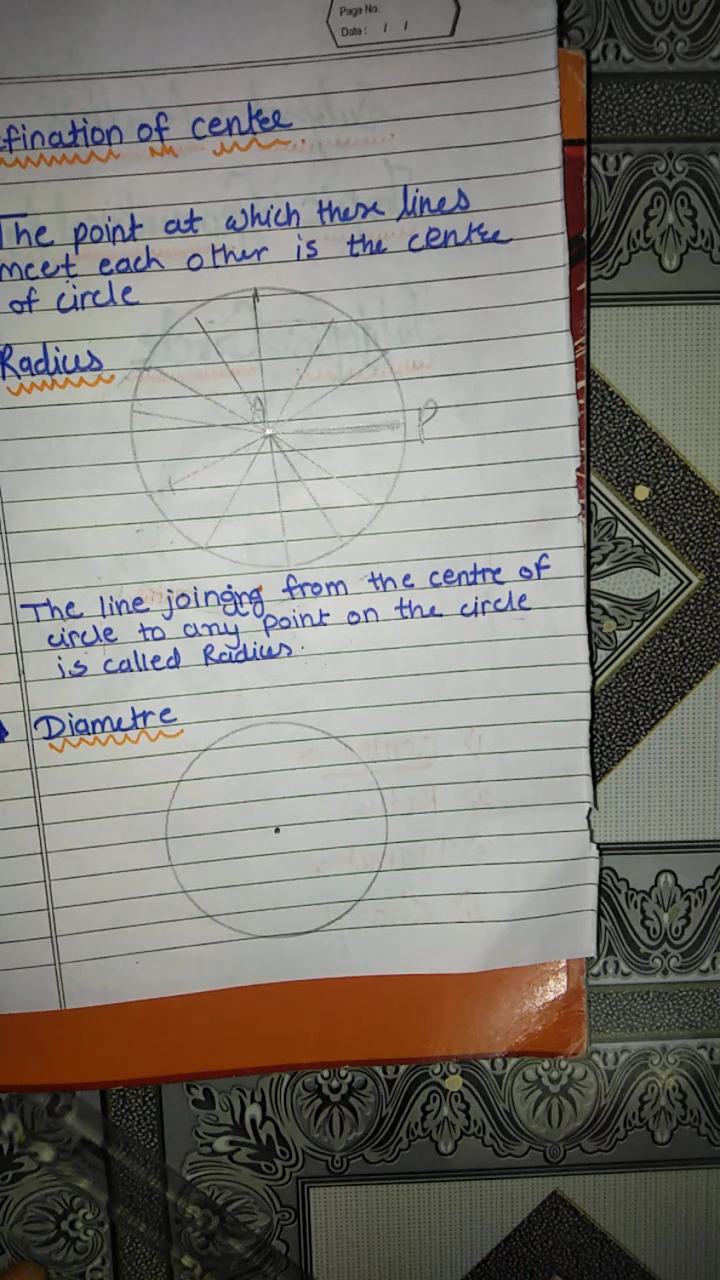 Page No.
Date: / /
fination of centre
The point at which these lines
meet each other is the centre
of circle
Radius
A
P
The line joinging from the centre of
circle to any point on the circle
is called Radius.
Diametre